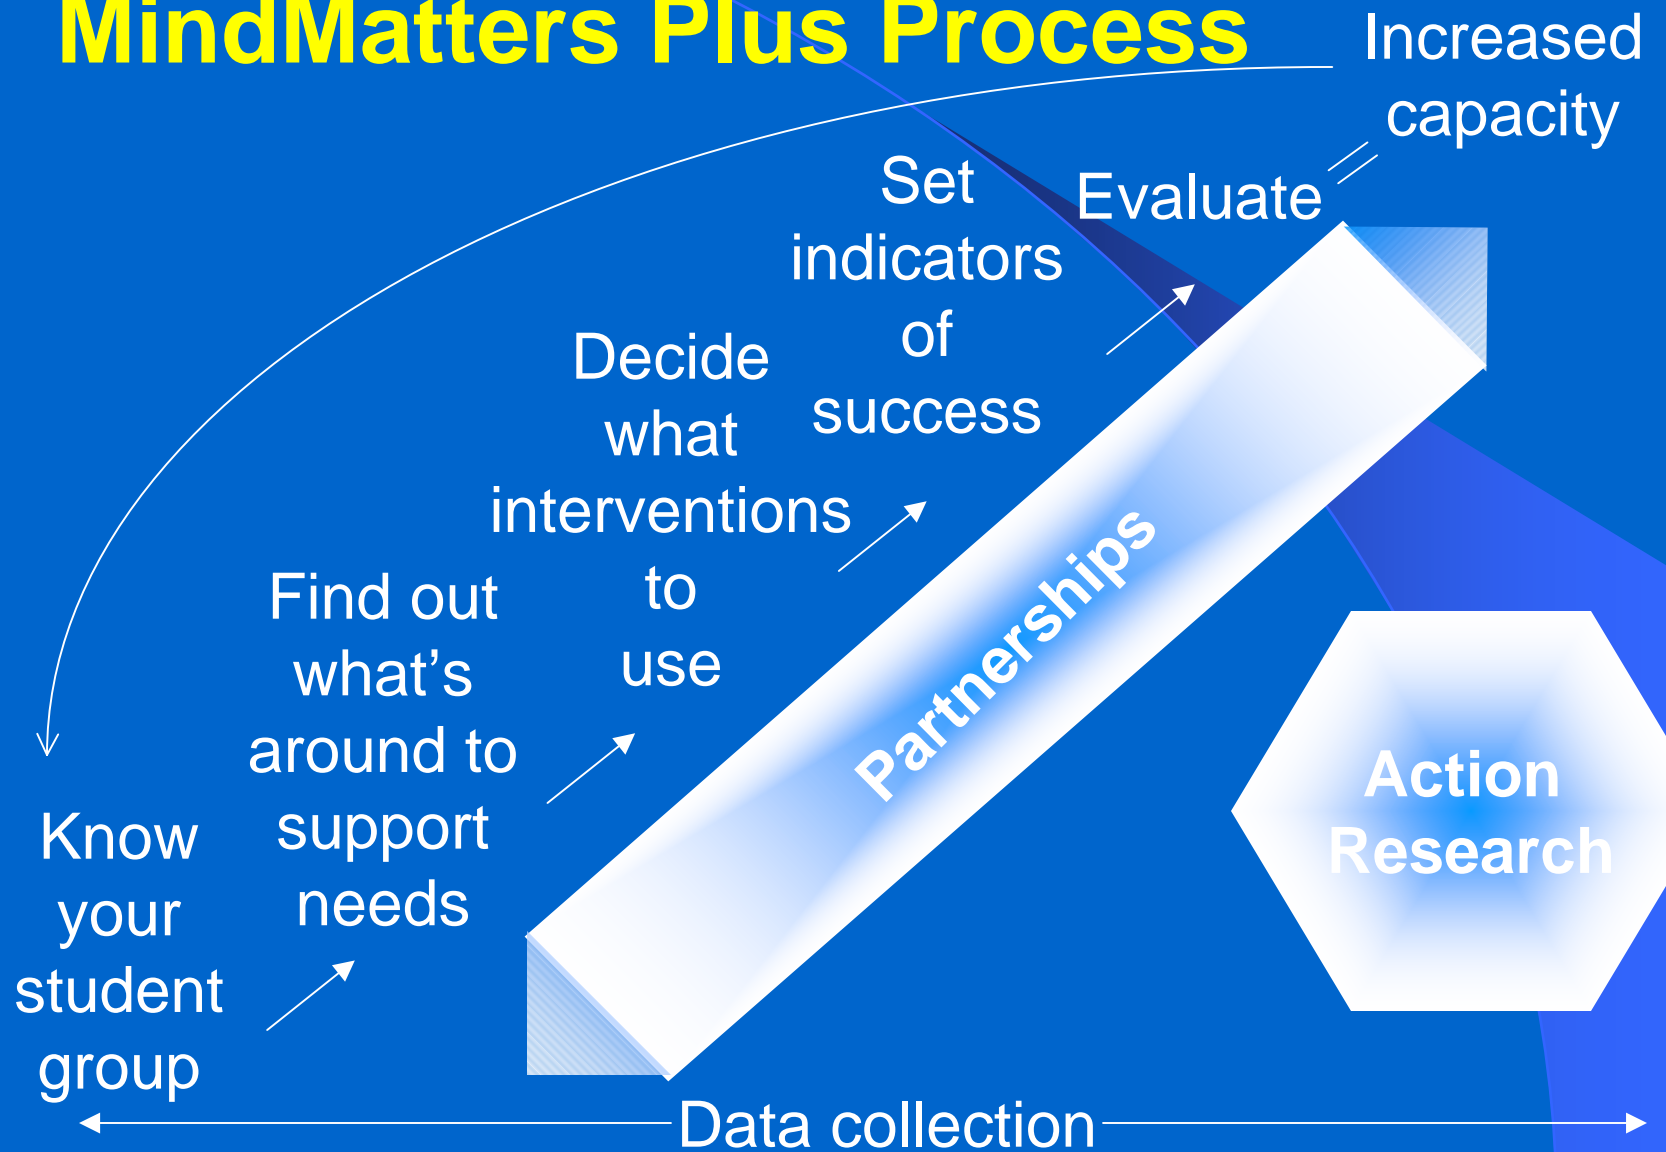 MindMatters Plus Process
Know
your
student
group
Find out
what’s
around to
support
needs
Decide
what
interventions
to
use
Set
indicators
of
success
Evaluate
Increased
capacity
Partnerships
Action
Research
Data collection